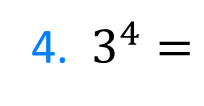 4. 3⁴ =